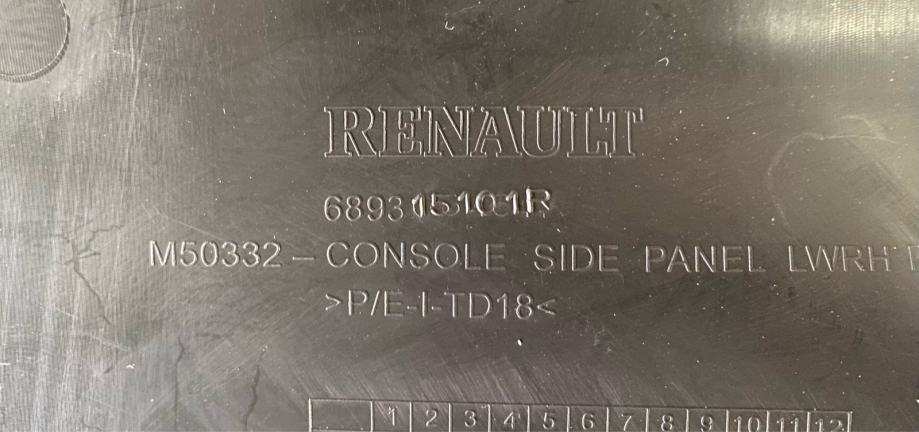 RENAULT
689315101R
M50332 - CONSOLE SIDE PANEL LWRH
>P/E-I-TD18<
1 2 3 4 5 6 7 8 9 10 11 12